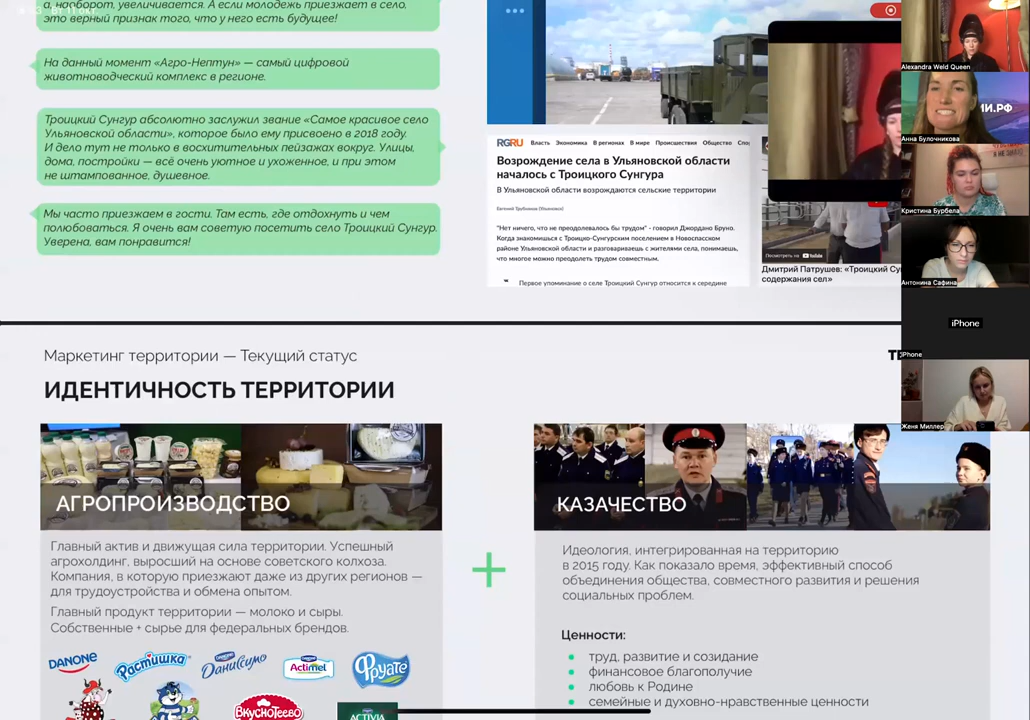 4:43 Вт 11 окт.
а, наоборот, увеличивается. А если молодежь приезжает в село,
это верный признак того, что у него есть будущее!
На данный момент «Агро-Нептун» — самый цифровой
животноводческий комплекс в регионе.
Троицкий Сунгур абсолютно заслужил звание «Самое красивое село
Ульяновской области», которое было ему присвоено в 2018 году.
И дело тут не только в восхитительных пейзажах вокруг. Улицы,
дома, постройки — всё очень уютное и ухоженное, и при этом
не штампованное, душевное.
Мы часто приезжаем в гости. Там есть, где отдохнуть и чем
полюбоваться. Я очень вам советую посетить село Троицкий Сунгур.
Уверена, вам понравится!
RGRU Власть Экономика В регионах В мире Происшествия Общество
Возрождение села в Ульяновской области
началось с Троицкого Сунгура
В Ульяновской области возрождаются сельские территории
"Нет ничего, что не преодолевалось бы трудом" - говорил Джордано Бруно.
Когда знакомишься с Троицко-Сунгурским поселением в Новоспасском
районе Ульяновской области и разговариваешь с жителями села, понимаешь,
что многое можно преодолеть трудом совместным.
Первое упоминание о селе Троицкий Сунгур относится к середине
YouTube
Дмитрий Патрушев: «Троицкий Су
содержания сел»
Alexandra Weld Queen
ИИ.РФ
Анна Булочникова
Кристина Бурбела
Антонина Сафина
iPhone
iPhone
Женя Миллер
Маркетинг территории — Текущий статус
ИДЕНТИЧНОСТЬ ТЕРРИТОРИИ
АГРОПРОИЗВОДСТВО
Главный актив и движущая сила территории. Успешный
агрохолдинг, выросший на основе советского колхоза.
Компания, в которую приезжают даже из других регионов —
для трудоустройства и обмена опытом.
Главный продукт территории — молоко и сыры.
Собственные + сырье для федеральных брендов.
DANONE Растишка Даниссимо Actimel Фруате
ВКУСНОТЕЕВО ACTIVIA
+
КАЗАЧЕСТВО
Идеология, интегрированная на территорию
в 2015 году. Как показало время, эффективный способ
объединения общества, совместного развития и решения
социальных проблем.
Ценности:
труд, развитие и созидание
финансовое благополучие
любовь к Родине
семейные и духовно-нравственные ценности